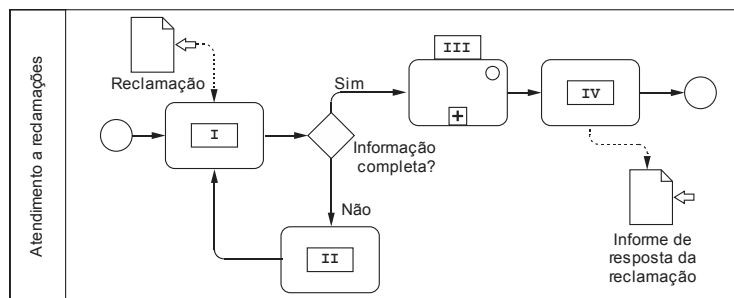 Atendimento a reclamações
Reclamação
I
Sim
Informação
completa?
Não
II
III
+
IV
Informe de
resposta da
reclamação